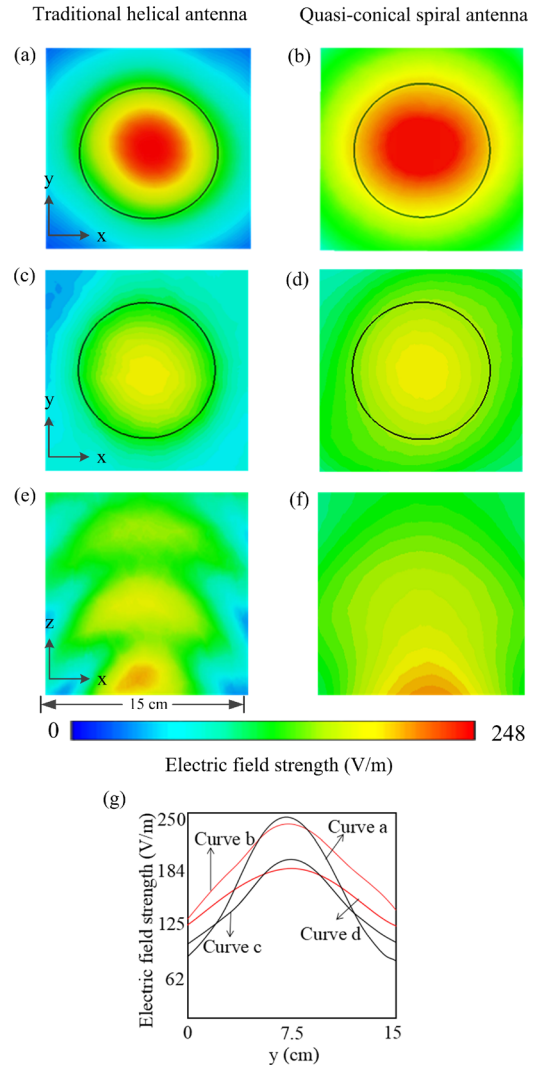 Traditional helical antenna
Quasi-conical spiral antenna
(a)
(b)
y
x
(c)
(d)
y
x
(e)
(f)
z
x
15 cm
0
248
Electric field strength (V/m)
(g)
Electric field strength (V/m)
250
184
125
62
Curve b
Curve a
Curve c
Curve d
0
7.5
15
y (cm)